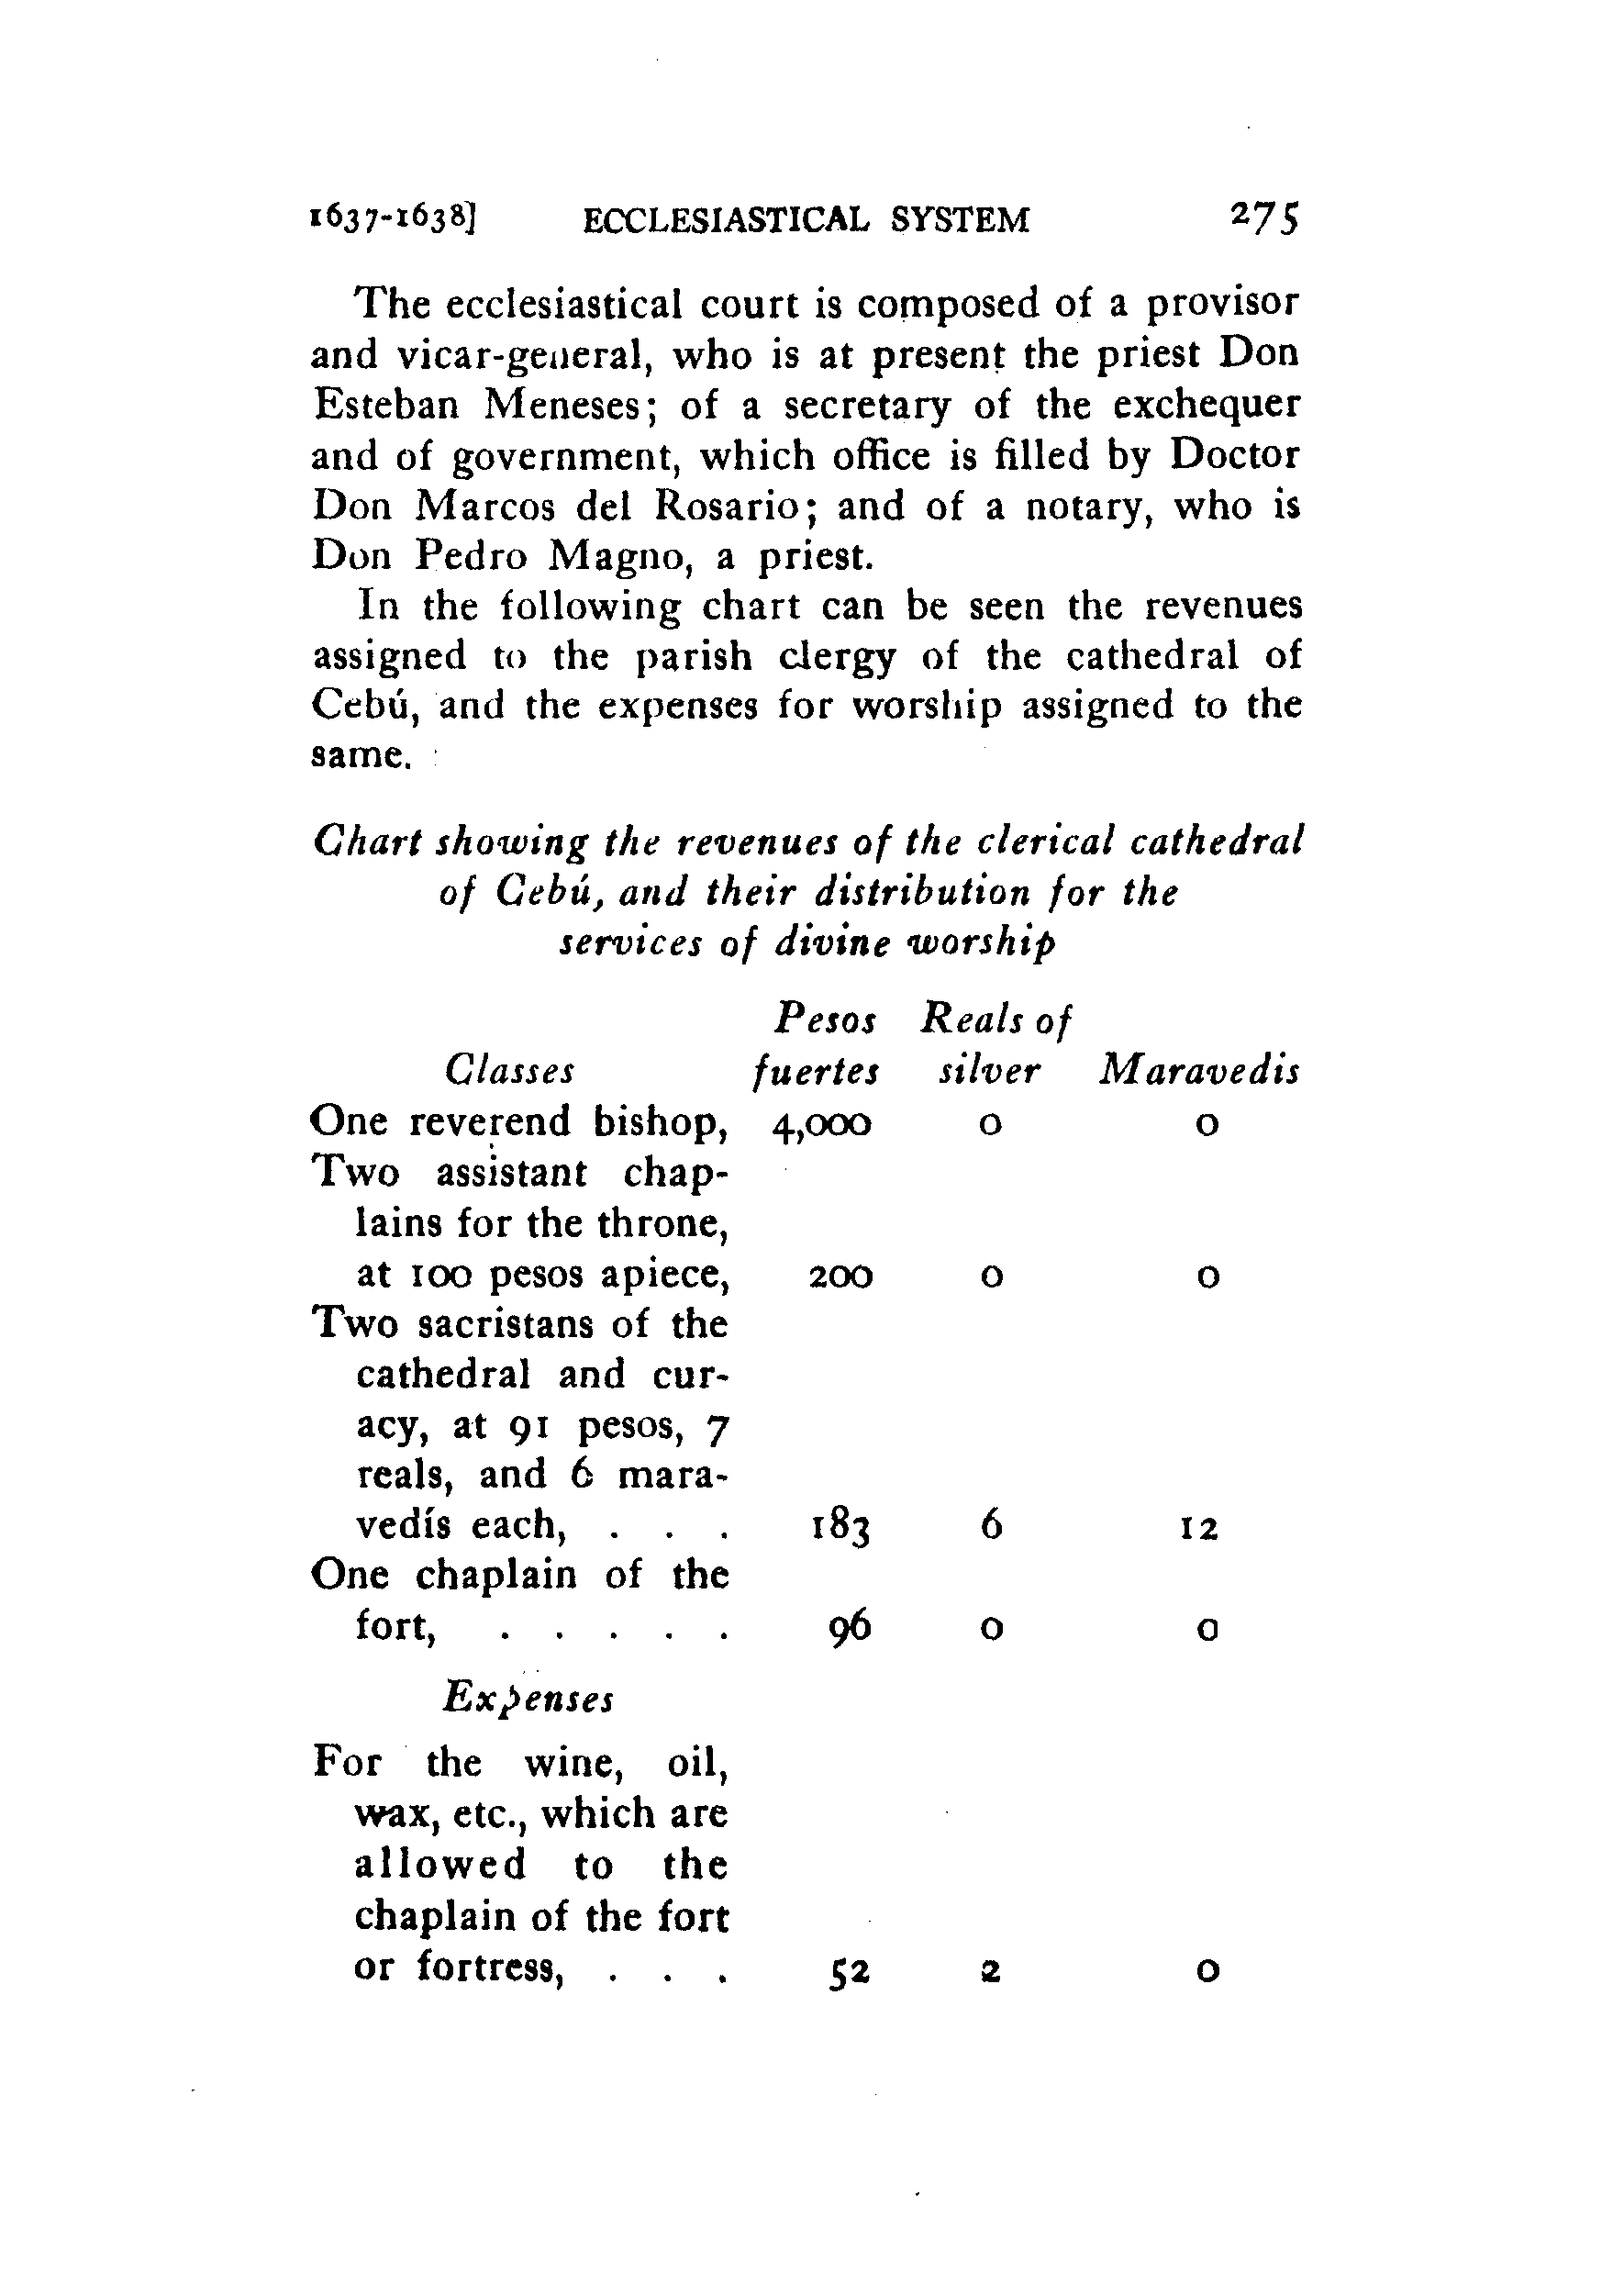 1637-1638] ECCLESIASTICAL SYSTEM 275
The ecclesiastical court is composed of a provisor
and vicar-general, who is at present the priest Don
Esteban Meneses; of a secretary of the exchequer
and of government, which office is filled by Doctor
Don Marcos del Rosario; and of a notary, who is
Don Pedro Magno, a priest.
In the following chart can be seen the revenues
assigned to the parish clergy of the cathedral of
Cebú, and the expenses for worship assigned to the
same.
Chart showing the revenues of the clerical cathedral
of Cebú, and their distribution for the
services of divine worship
Pesos Reals of
Classes fuertes silver Maravedis
One reverend bishop, 4,000 0 0
Two assistant chap-
lains for the throne,
at 100 pesos apiece, 200 0 0
Two sacristans of the
cathedral and cur-
acy, at 91 pesos, 7
reals, and 6 mara-
vedís each, . . . 183 6 12
One chaplain of the
fort, . . . . . 96 0 0
Expenses
For the wine, oil,
wax, etc., which are
allowed to the
chaplain of the fort
or fortress, . . . 52 2 0